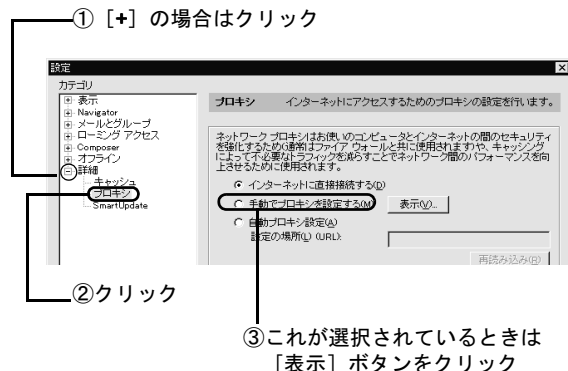 ①［+］の場合はクリック
設定
カテゴリ
表示
Navigator
メールとグループ
ローミング アクセス
Composer
オフライン
詳細
キャッシュ
プロキシ
SmartUpdate
プロキシ インターネットにアクセスするためのプロキシの設定を行います。
ネットワーク プロキシはお使いのコンピュータとインターネットの間のセキュリティ
を強化するため(通常はファイア ウォールと共に使用されます)や、キャッシング
によって不必要なトラフィックを減らすことでネットワーク間のパフォーマンスを向
上させるために使用されます。
インターネットに直接接続する(D)
手動でプロキシを設定する(M) 表示(V)...
自動プロキシ設定(A)
設定の場所(L) (URL):
再読み込み(R)
②クリック
③これが選択されているときは
［表示］ボタンをクリック